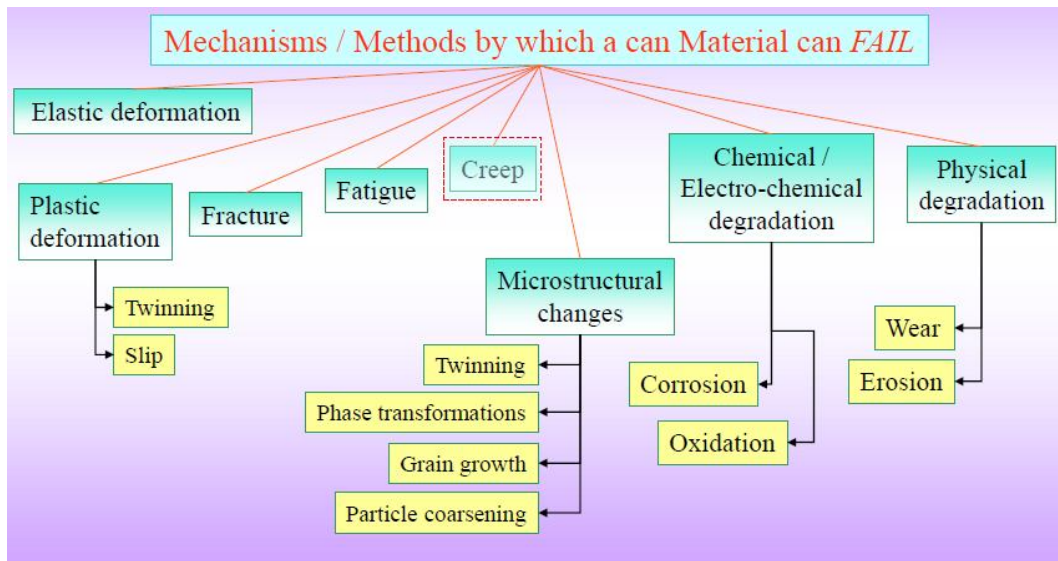 Mechanisms / Methods by which a can Material can FAIL
Elastic deformation
Plastic
deformation
Twinning
Slip
Fracture
Fatigue
Creep
Microstructural
changes
Twinning
Phase transformations
Grain growth
Particle coarsening
Chemical /
Electro-chemical
degradation
Corrosion
Oxidation
Physical
degradation
Wear
Erosion